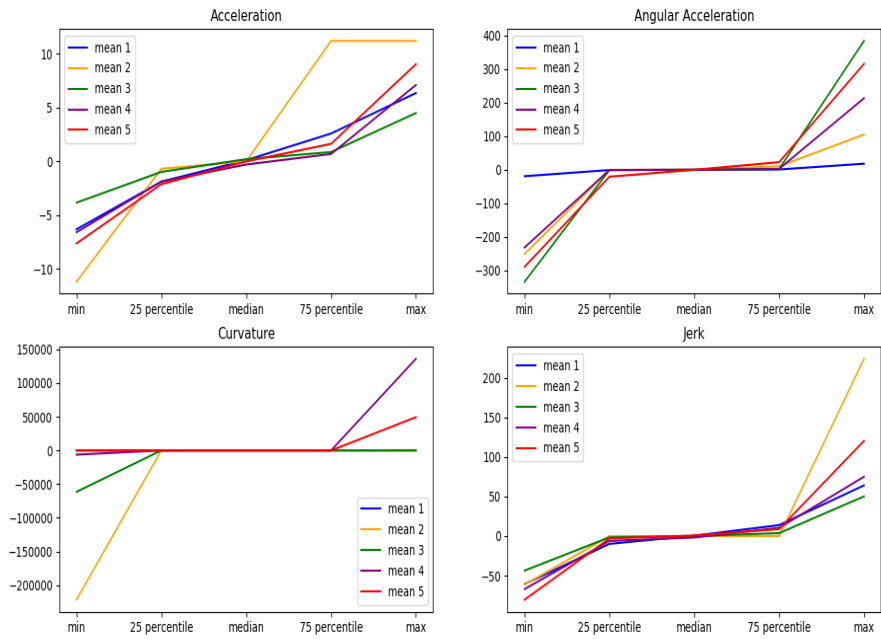 Acceleration
10
5
0
−5
−10
mean 1
mean 2
mean 3
mean 4
mean 5
min 25 percentile median 75 percentile max
Angular Acceleration
400
300
200
100
0
−100
−200
−300
mean 1
mean 2
mean 3
mean 4
mean 5
min 25 percentile median 75 percentile max
Curvature
150000
100000
50000
0
−50000
−100000
−150000
−200000
mean 1
mean 2
mean 3
mean 4
mean 5
min 25 percentile median 75 percentile max
Jerk
200
150
100
50
0
−50
mean 1
mean 2
mean 3
mean 4
mean 5
min 25 percentile median 75 percentile max